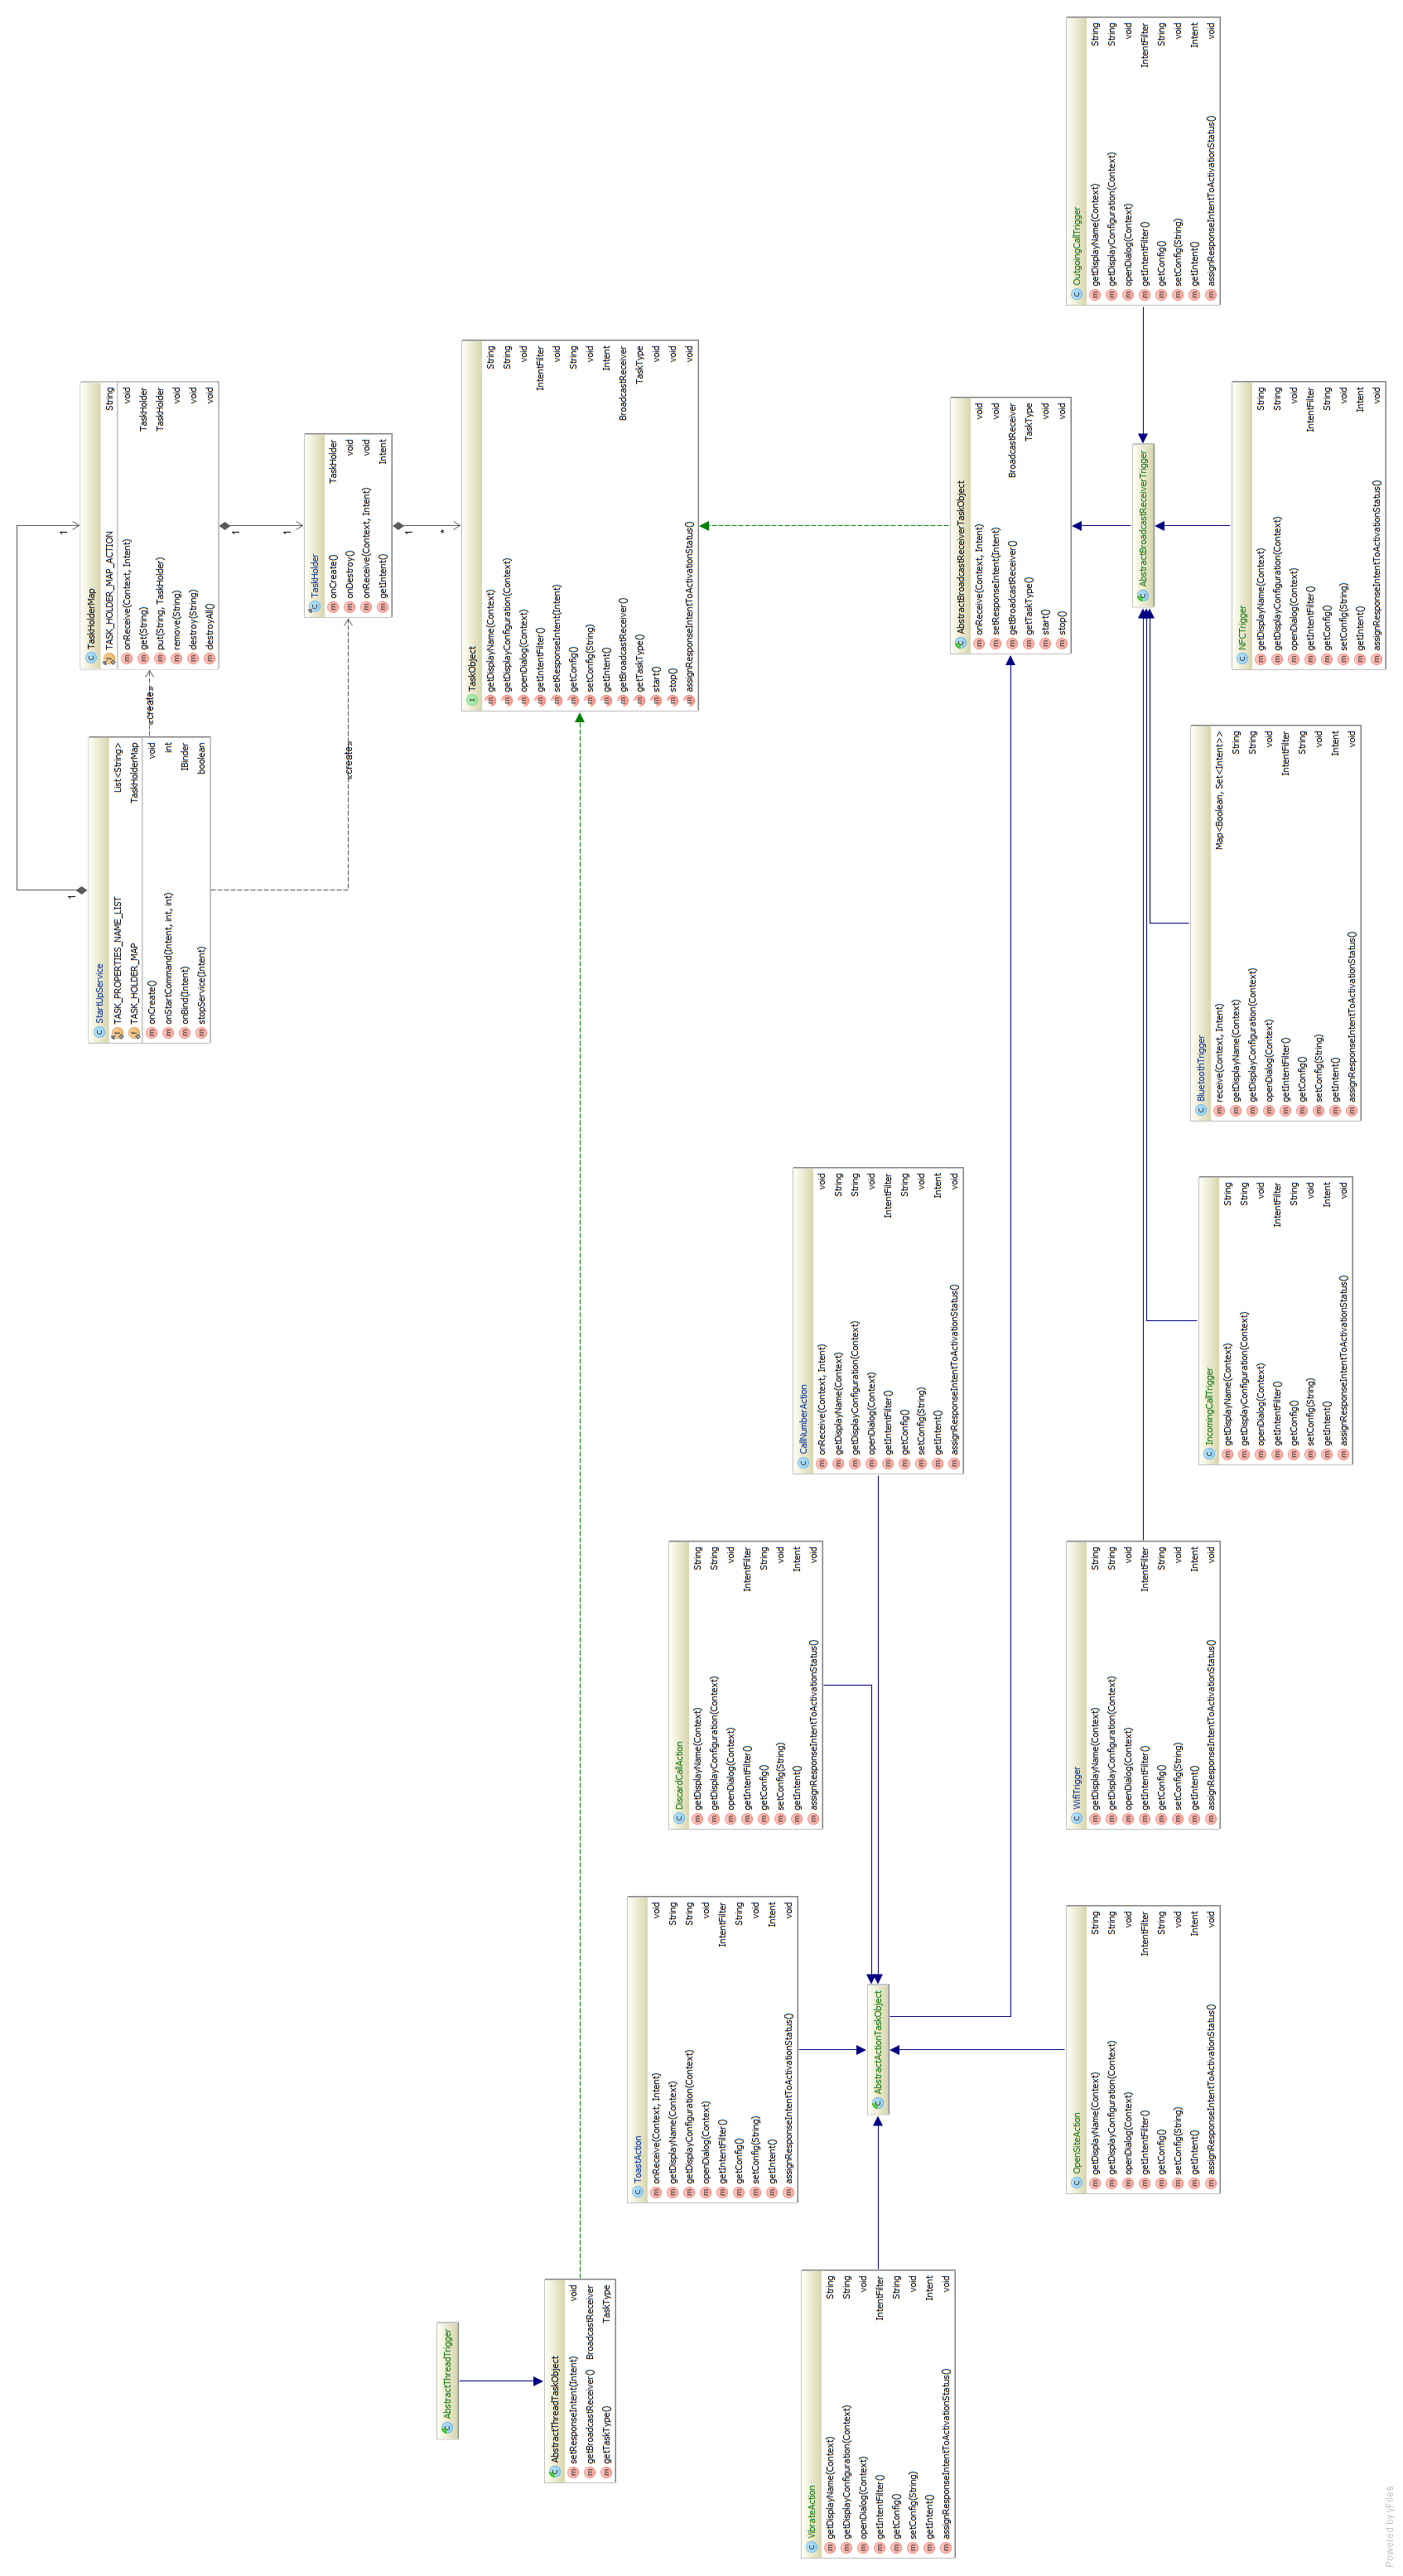 StartUpService
TASK_PROPERTIES_NAME_LIST List<String>
TASK_HOLDER_MAP TaskHolderMap
onCreate() void
onStartCommand(Intent, int, int) int
onBind(Intent) IBinder
stopService(Intent) boolean
1
1
«create»
«create»
TaskHolderMap
TASK_HOLDER_MAP_ACTION String
onReceive(Context, Intent) void
get(String) TaskHolder
put(String, TaskHolder) TaskHolder
remove(String) void
destroy(String) void
destroyAll() void
1
1
TaskHolder
onCreate() TaskHolder
onDestroy() void
onReceive(Context, Intent) void
getIntent() Intent
1
*
TaskObject
getDisplayName(Context) String
getDisplayConfiguration(Context) String
openDialog(Context) void
getIntentFilter() IntentFilter
setResponseIntent(Intent) void
getConfig() String
setConfig(String) void
getIntent() Intent
getBroadcastReceiver() BroadcastReceiver
getTaskType() TaskType
start() void
stop() void
assignResponseIntentToActivationStatus() void
AbstractThreadTrigger
AbstractThreadTaskObject
setResponseIntent(Intent) void
getBroadcastReceiver() BroadcastReceiver
getTaskType() TaskType
ToastAction
onReceive(Context, Intent) void
getDisplayName(Context) String
getDisplayConfiguration(Context) String
openDialog(Context) void
getIntentFilter() IntentFilter
getConfig() String
setConfig(String) void
getIntent() Intent
assignResponseIntentToActivationStatus() void
DiscardCallAction
getDisplayName(Context) String
getDisplayConfiguration(Context) String
openDialog(Context) void
getIntentFilter() IntentFilter
getConfig() String
setConfig(String) void
getIntent() Intent
assignResponseIntentToActivationStatus() void
CallNumberAction
onReceive(Context, Intent) void
getDisplayName(Context) String
getDisplayConfiguration(Context) String
openDialog(Context) void
getIntentFilter() IntentFilter
getConfig() String
setConfig(String) void
getIntent() Intent
assignResponseIntentToActivationStatus() void
VibrateAction
getDisplayName(Context) String
getDisplayConfiguration(Context) String
openDialog(Context) void
getIntentFilter() IntentFilter
getConfig() String
setConfig(String) void
getIntent() Intent
assignResponseIntentToActivationStatus() void
AbstractActionTaskObject
AbstractBroadcastReceiverTaskObject
onReceive(Context, Intent) void
setResponseIntent(Intent) void
getBroadcastReceiver() BroadcastReceiver
getTaskType() TaskType
start() void
stop() void
OpenSiteAction
getDisplayName(Context) String
getDisplayConfiguration(Context) String
openDialog(Context) void
getIntentFilter() IntentFilter
getConfig() String
setConfig(String) void
getIntent() Intent
assignResponseIntentToActivationStatus() void
WifiTrigger
getDisplayName(Context) String
getDisplayConfiguration(Context) String
openDialog(Context) void
getIntentFilter() IntentFilter
getConfig() String
setConfig(String) void
getIntent() Intent
assignResponseIntentToActivationStatus() void
OutgoingCallTrigger
getDisplayName(Context) String
getDisplayConfiguration(Context) String
openDialog(Context) void
getIntentFilter() IntentFilter
getConfig() String
setConfig(String) void
getIntent() Intent
assignResponseIntentToActivationStatus() void
AbstractBroadcastReceiverTrigger
IncomingCallTrigger
getDisplayName(Context) String
getDisplayConfiguration(Context) String
openDialog(Context) void
getIntentFilter() IntentFilter
getConfig() String
setConfig(String) void
getIntent() Intent
assignResponseIntentToActivationStatus() void
BluetoothTrigger
receive(Context, Intent) Map<Boolean, Set<Intent>>
getDisplayName(Context) String
getDisplayConfiguration(Context) String
openDialog(Context) void
getIntentFilter() IntentFilter
getConfig() String
setConfig(String) void
getIntent() Intent
assignResponseIntentToActivationStatus() void
NFCTrigger
getDisplayName(Context) String
getDisplayConfiguration(Context) String
openDialog(Context) void
getIntentFilter() IntentFilter
getConfig() String
setConfig(String) void
getIntent() Intent
assignResponseIntentToActivationStatus() void
Powered by yFiles